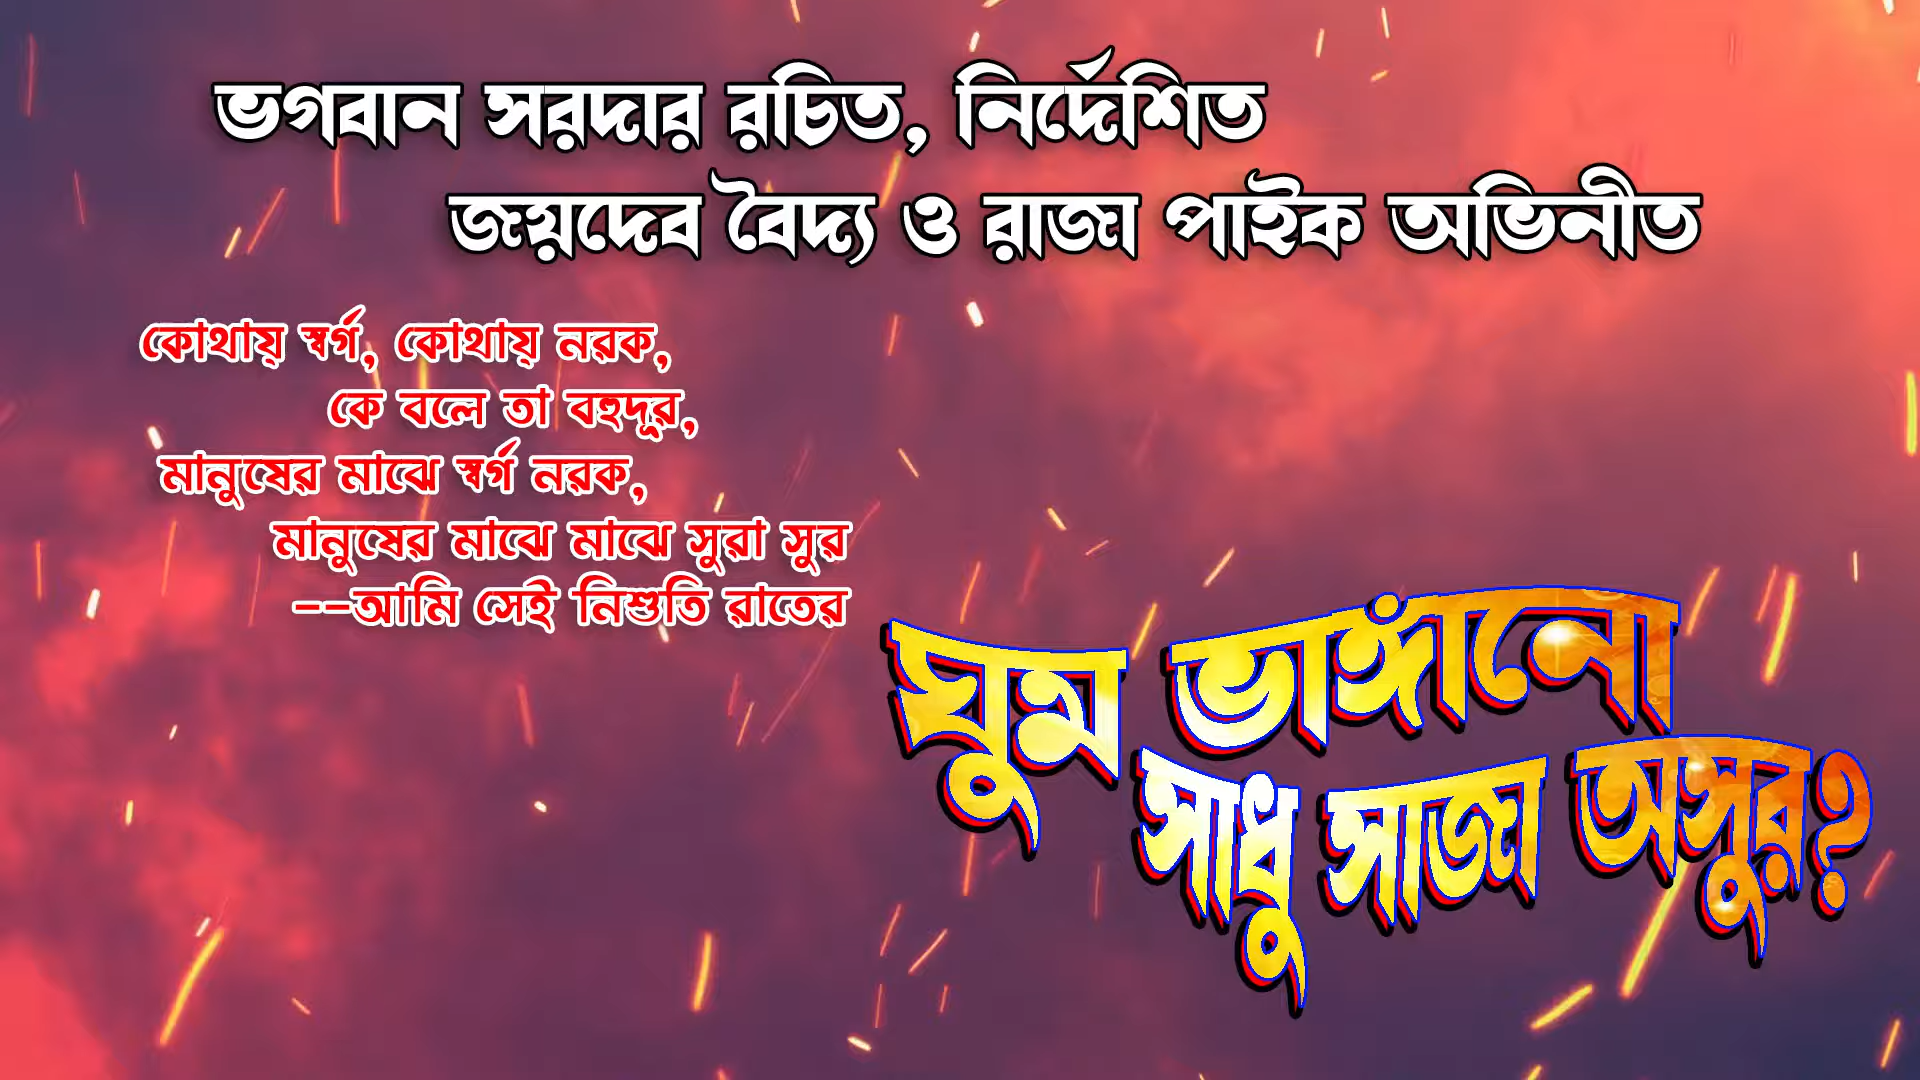 ভগবান সরদার রচিত, নির্দেশিত
জয়দেব বৈদ্য ও রাজা পাইক অভিনীত
কোথায় স্বর্গ, কোথায় নরক,
কে বলে তা বহুদূর,
মানুষের মাঝে স্বর্গ নরক,
মানুষের মাঝে মাঝে সুরা সুর
--আমি সেই নিশুতি রাতের
ঘুম ভাঙ্গানো
সাধু সাজা অসুর?